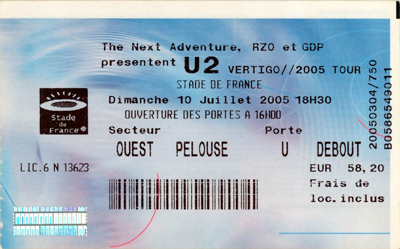 The Next Adventure, RZO et GDP
presentent U2 VERTIGO//2005 TOUR
STADE DE FRANCE
Dimanche 10 Juillet 2005 18H30
OUVERTURE DES PORTES A 16H00
Secteur Porte
OUEST PELOUSE U DEBOUT
EUR 58,20
Frais de
loc.inclus
Stade
de France
LIC.6 N 13623
20050304/750
B0586549011